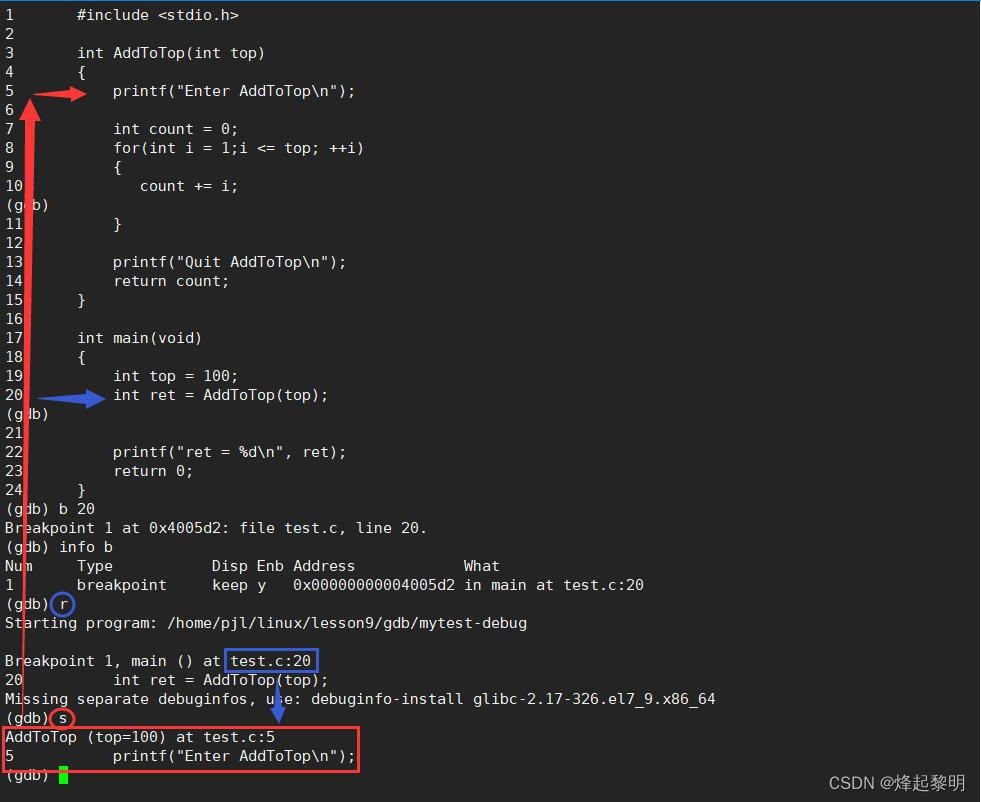 1 #include <stdio.h>
2
3 int AddToTop(int top)
4 {
5 printf("Enter AddToTop\n");
6
7 int count = 0;
8 for(int i = 1;i <= top; ++i)
9 {
10 count += i;
(gdb)
11 }
12
13 printf("Quit AddToTop\n");
14 return count;
15 }
16
17 int main(void)
18 {
19 int top = 100;
20 int ret = AddToTop(top);
(gdb)
21
22 printf("ret = %d\n", ret);
23 return 0;
24 }
(gdb) b 20
Breakpoint 1 at 0x4005d2: file test.c, line 20.
(gdb) info b
Num Type Disp Enb Address What
1 breakpoint keep y 0x00000000004005d2 in main at test.c:20
(gdb) r
Starting program: /home/pjl/linux/lesson9/gdb/mytest-debug
Breakpoint 1, main () at test.c:20
20 int ret = AddToTop(top);
Missing separate debuginfos, use: debuginfo-install glibc-2.17-326.el7_9.x86_64
(gdb) s
AddToTop (top=100) at test.c:5
5 printf("Enter AddToTop\n");
(gdb)
CSDN @烽起黎明